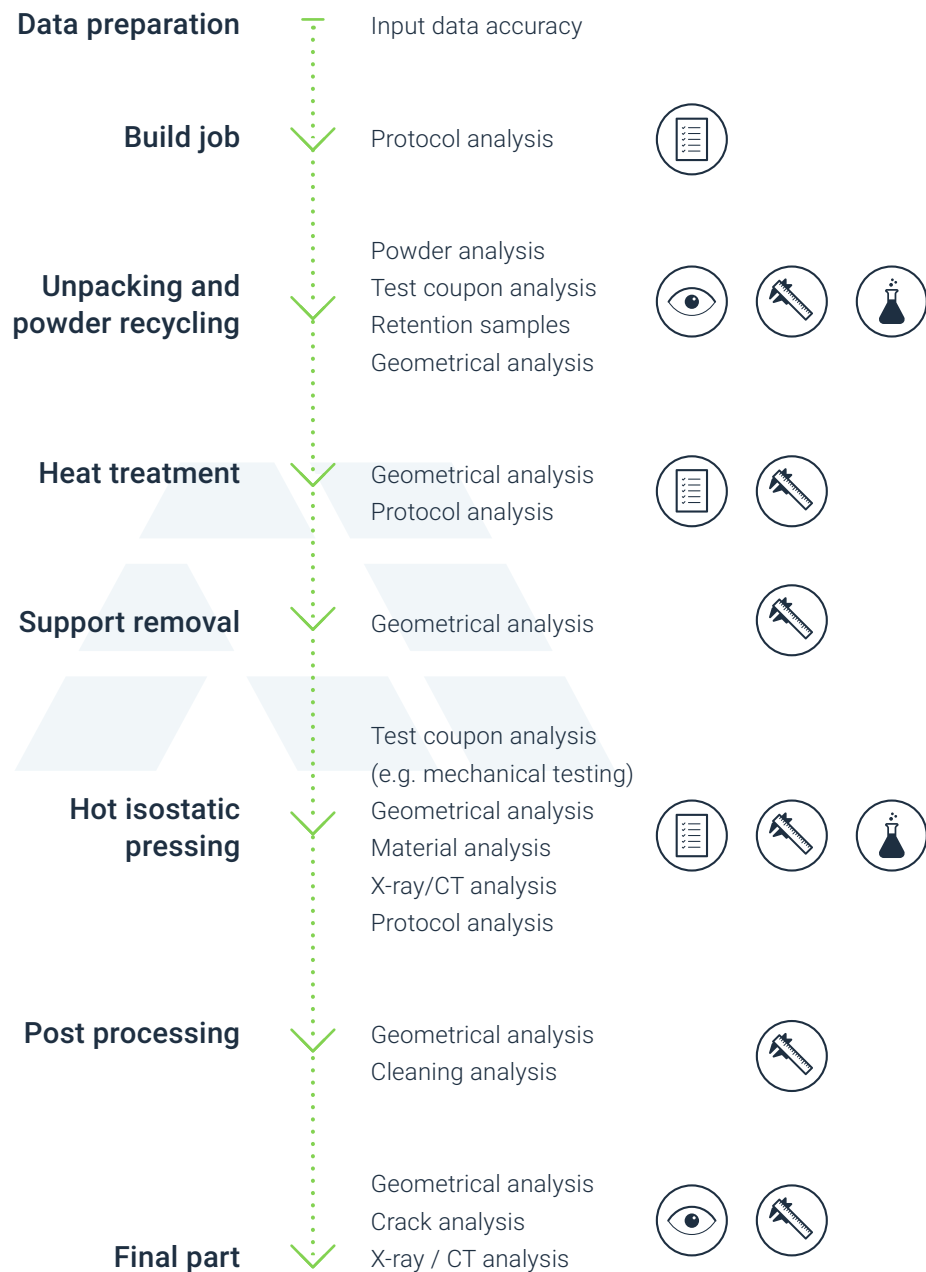 Data preparation
Input data accuracy
Build job
Protocol analysis
Unpacking and
powder recycling
Powder analysis
Test coupon analysis
Retention samples
Geometrical analysis
Heat treatment
Geometrical analysis
Protocol analysis
Support removal
Geometrical analysis
Hot isostatic
pressing
Test coupon analysis
(e.g. mechanical testing)
Geometrical analysis
Material analysis
X-ray/CT analysis
Protocol analysis
Post processing
Geometrical analysis
Cleaning analysis
Final part
Geometrical analysis
Crack analysis
X-ray / CT analysis